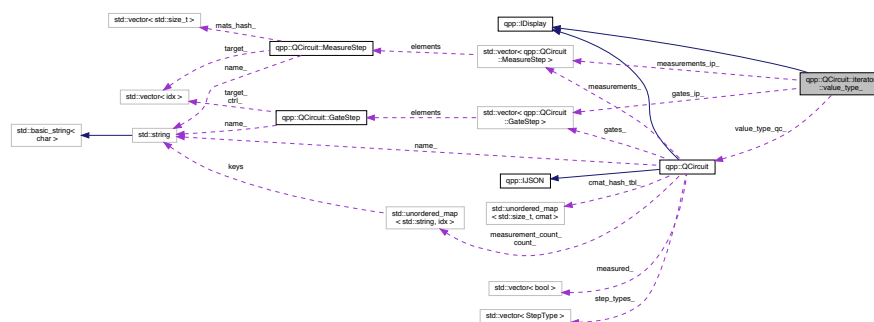 std::vector< std::size_t >
mats_hash_
qpp::IDisplay
qpp::QCircuit::MeasureStep
elements
std::vector< qpp::QCircuit
::MeasureStep >
measurements_ip_
qpp::QCircuit::iterator
::value_type_
target_
name_
measurements_
gates_ip_
std::vector< idx >
target_
ctrl_
qpp::QCircuit::GateStep
elements
std::vector< qpp::QCircuit
::GateStep >
gates_
value_type_qc_
std::basic_string<
char >
std::string
name_
name_
keys
qpp::QCircuit
qpp::IJSON
cmat_hash_tbl_
std::unordered_map
< std::string, idx >
std::unordered_map
< std::size_t, cmat >
measurement_count_
count_
measured_
std::vector< bool >
step_types_
std::vector< StepType >